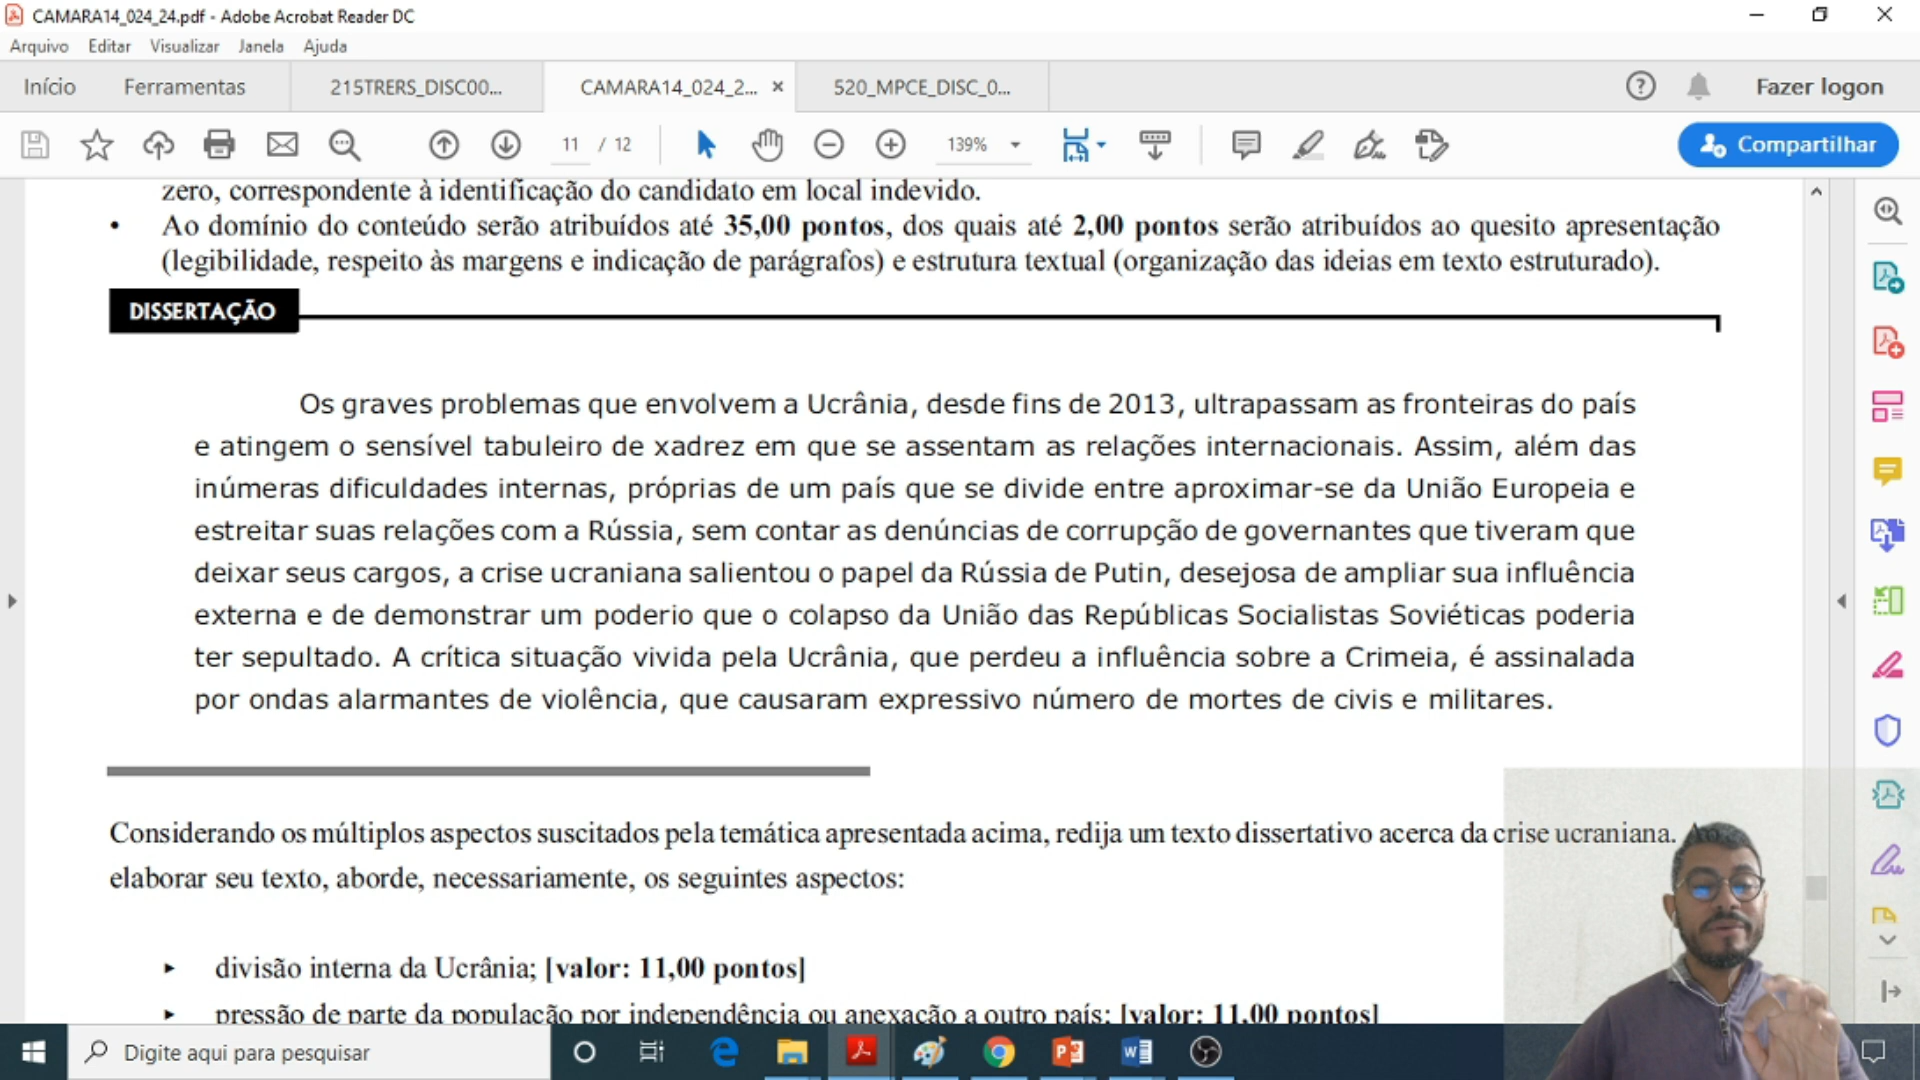 CAMARA14_024_24.pdf - Adobe Acrobat Reader DC
Arquivo Editar Visualizar Janela Ajuda
Início Ferramentas 215TRERS_DISC00... CAMARA14_024_2... × 520_MPCE_DISC_0... Fazer logon
11 / 12 139% Compartilhar
zero, correspondente à identificação do candidato em local indevido.
• Ao domínio do conteúdo serão atribuídos até 35,00 pontos, dos quais até 2,00 pontos serão atribuídos ao quesito apresentação
(legibilidade, respeito às margens e indicação de parágrafos) e estrutura textual (organização das ideias em texto estruturado).
DISSERTAÇÃO
Os graves problemas que envolvem a Ucrânia, desde fins de 2013, ultrapassam as fronteiras do país
e atingem o sensível tabuleiro de xadrez em que se assentam as relações internacionais. Assim, além das
inúmeras dificuldades internas, próprias de um país que se divide entre aproximar-se da União Europeia e
estreitar suas relações com a Rússia, sem contar as denúncias de corrupção de governantes que tiveram que
deixar seus cargos, a crise ucraniana salientou o papel da Rússia de Putin, desejosa de ampliar sua influência
externa e de demonstrar um poderio que o colapso da União das Repúblicas Socialistas Soviéticas poderia
ter sepultado. A crítica situação vivida pela Ucrânia, que perdeu a influência sobre a Crimeia, é assinalada
por ondas alarmantes de violência, que causaram expressivo número de mortes de civis e militares.
Considerando os múltiplos aspectos suscitados pela temática apresentada acima, redija um texto dissertativo acerca da crise ucraniana. Ao
elaborar seu texto, aborde, necessariamente, os seguintes aspectos:
▸ divisão interna da Ucrânia; [valor: 11,00 pontos]
▸ pressão de parte da população por independência ou anexação a outro país; [valor: 11,00 pontos]
Digite aqui para pesquisar